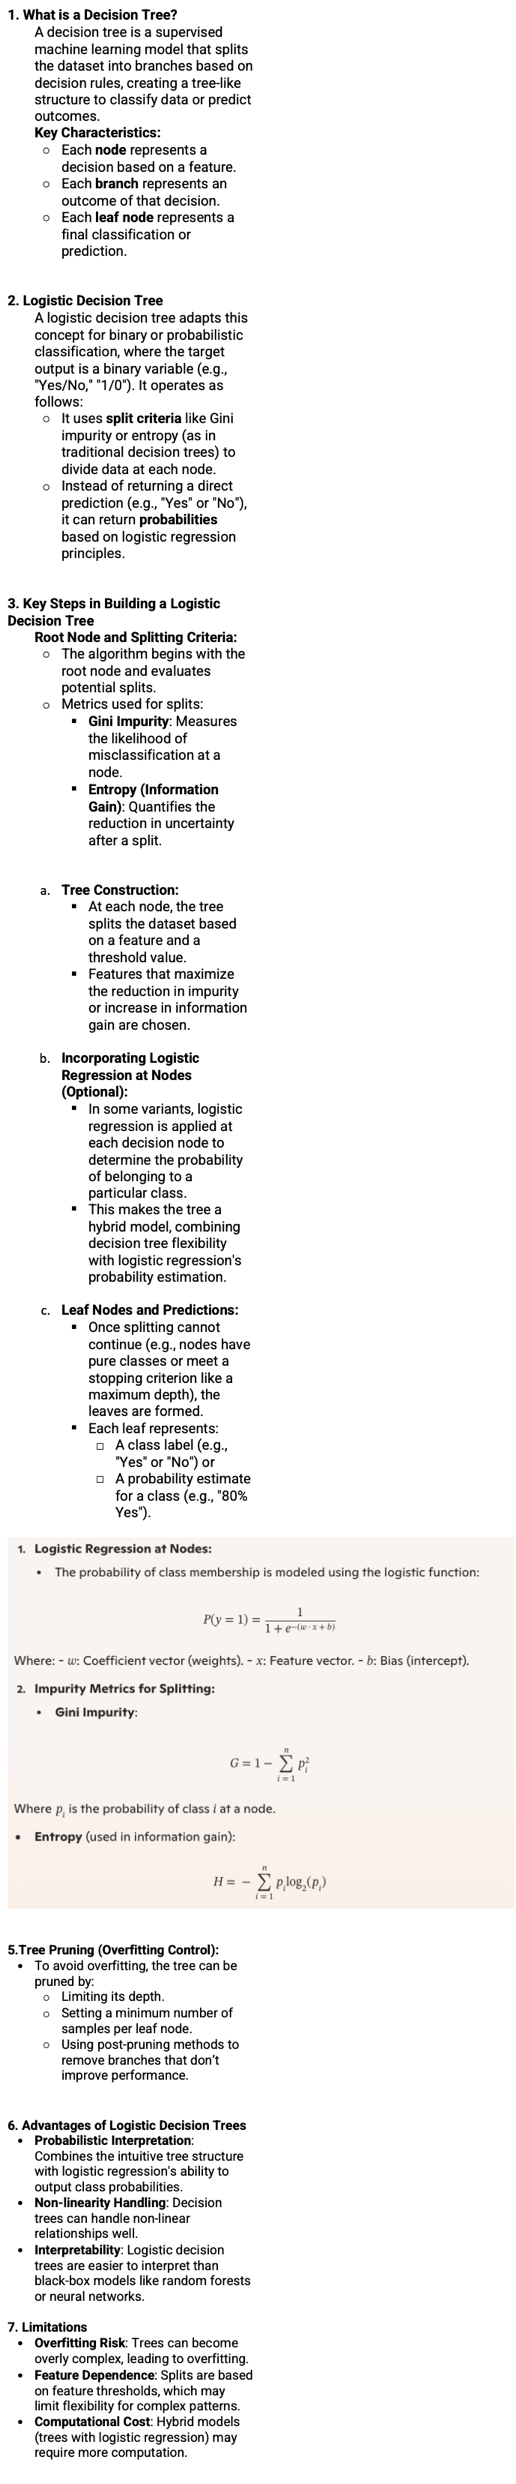 1. What is a Decision Tree?
A decision tree is a supervised
machine learning model that splits
the dataset into branches based on
decision rules, creating a tree-like
structure to classify data or predict
outcomes.
Key Characteristics:
○ Each node represents a
decision based on a feature.
○ Each branch represents an
outcome of that decision.
○ Each leaf node represents a
final classification or
prediction.
2. Logistic Decision Tree
A logistic decision tree adapts this
concept for binary or probabilistic
classification, where the target
output is a binary variable (e.g.,
"Yes/No," "1/0"). It operates as
follows:
○ It uses split criteria like Gini
impurity or entropy (as in
traditional decision trees) to
divide data at each node.
○ Instead of returning a direct
prediction (e.g., "Yes" or "No"),
it can return probabilities
based on logistic regression
principles.
3. Key Steps in Building a Logistic
Decision Tree
Root Node and Splitting Criteria:
○ The algorithm begins with the
root node and evaluates
potential splits.
○ Metrics used for splits:
▪ Gini Impurity: Measures
the likelihood of
misclassification at a
node.
▪ Entropy (Information
Gain): Quantifies the
reduction in uncertainty
after a split.
a. Tree Construction:
▪ At each node, the tree
splits the dataset based
on a feature and a
threshold value.
▪ Features that maximize
the reduction in impurity
or increase in information
gain are chosen.
b. Incorporating Logistic
Regression at Nodes
(Optional):
▪ In some variants, logistic
regression is applied at
each decision node to
determine the probability
of belonging to a
particular class.
▪ This makes the tree a
hybrid model, combining
decision tree flexibility
with logistic regression's
probability estimation.
c. Leaf Nodes and Predictions:
▪ Once splitting cannot
continue (e.g., nodes have
pure classes or meet a
stopping criterion like a
maximum depth), the
leaves are formed.
▪ Each leaf represents:
□ A class label (e.g.,
"Yes" or "No") or
□ A probability estimate
for a class (e.g., "80%
Yes").
1. Logistic Regression at Nodes:
• The probability of class membership is modeled using the logistic function:
P(y = 1) = 1 / (1 + e^−(w · x + b))
Where: - w: Coefficient vector (weights). - x: Feature vector. - b: Bias (intercept).
2. Impurity Metrics for Splitting:
• Gini Impurity:
G = 1 − ∑_{i = 1}^{n} p_i^2
Where p_i is the probability of class i at a node.
• Entropy (used in information gain):
H = − ∑_{i = 1}^{n} p_i log_2(p_i)
5.Tree Pruning (Overfitting Control):
• To avoid overfitting, the tree can be
pruned by:
○ Limiting its depth.
○ Setting a minimum number of
samples per leaf node.
○ Using post-pruning methods to
remove branches that don’t
improve performance.
6. Advantages of Logistic Decision Trees
• Probabilistic Interpretation:
Combines the intuitive tree structure
with logistic regression's ability to
output class probabilities.
• Non-linearity Handling: Decision
trees can handle non-linear
relationships well.
• Interpretability: Logistic decision
trees are easier to interpret than
black-box models like random forests
or neural networks.
7. Limitations
• Overfitting Risk: Trees can become
overly complex, leading to overfitting.
• Feature Dependence: Splits are based
on feature thresholds, which may
limit flexibility for complex patterns.
• Computational Cost: Hybrid models
(trees with logistic regression) may
require more computation.